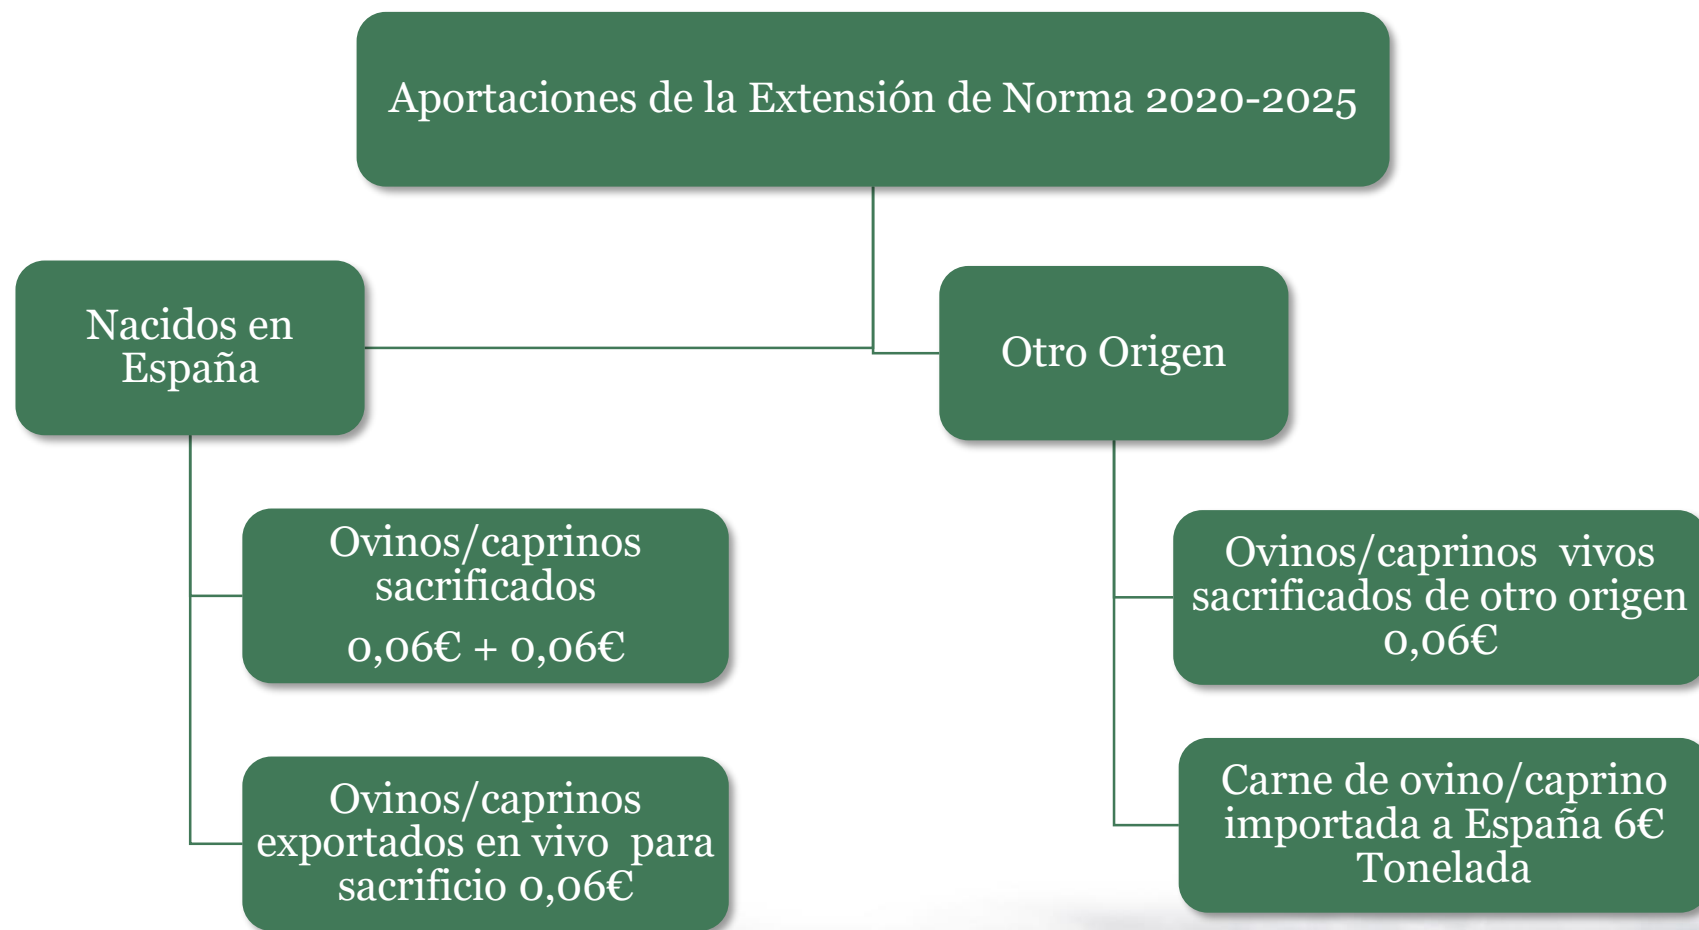 Aportaciones de la Extensión de Norma 2020-2025
Nacidos en
España
Otro Origen
Ovinos/caprinos
sacrificados
0,06€ + 0,06€
Ovinos/caprinos
exportados en vivo para
sacrificio 0,06€
Ovinos/caprinos vivos
sacrificados de otro origen
0,06€
Carne de ovino/caprino
importada a España 6€
Tonelada